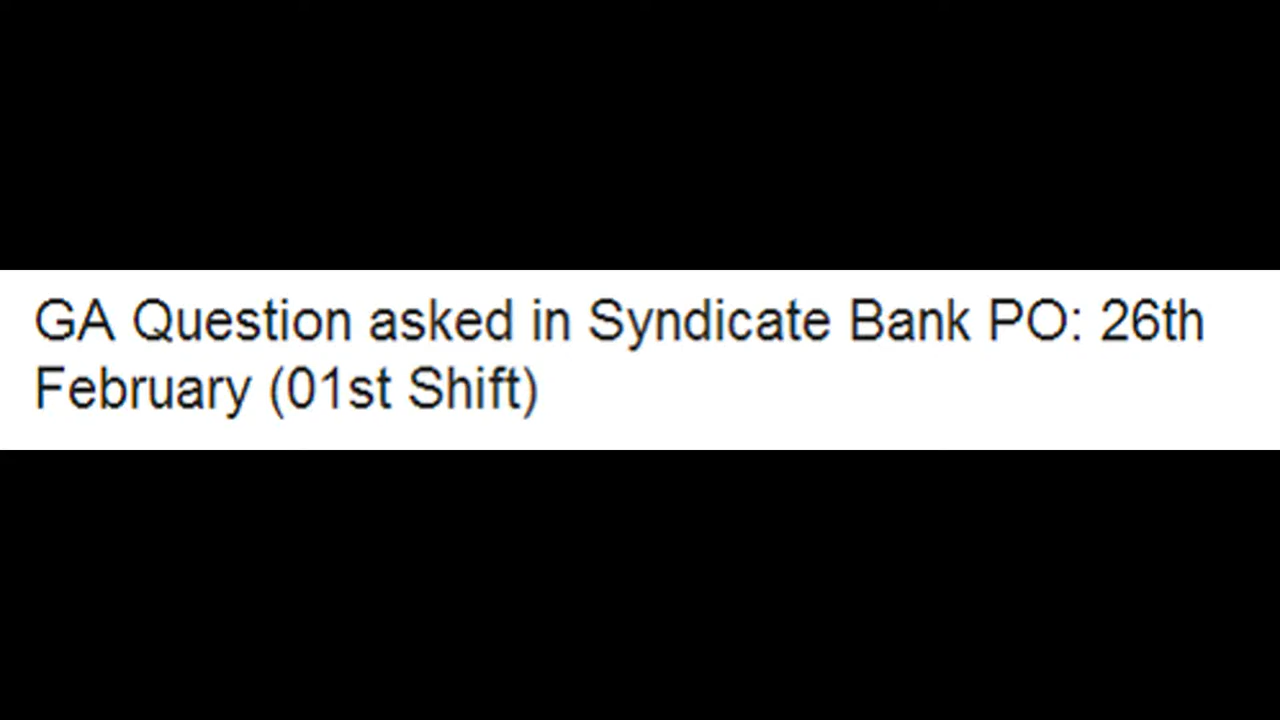 GA Question asked in Syndicate Bank PO: 26th
February (01st Shift)